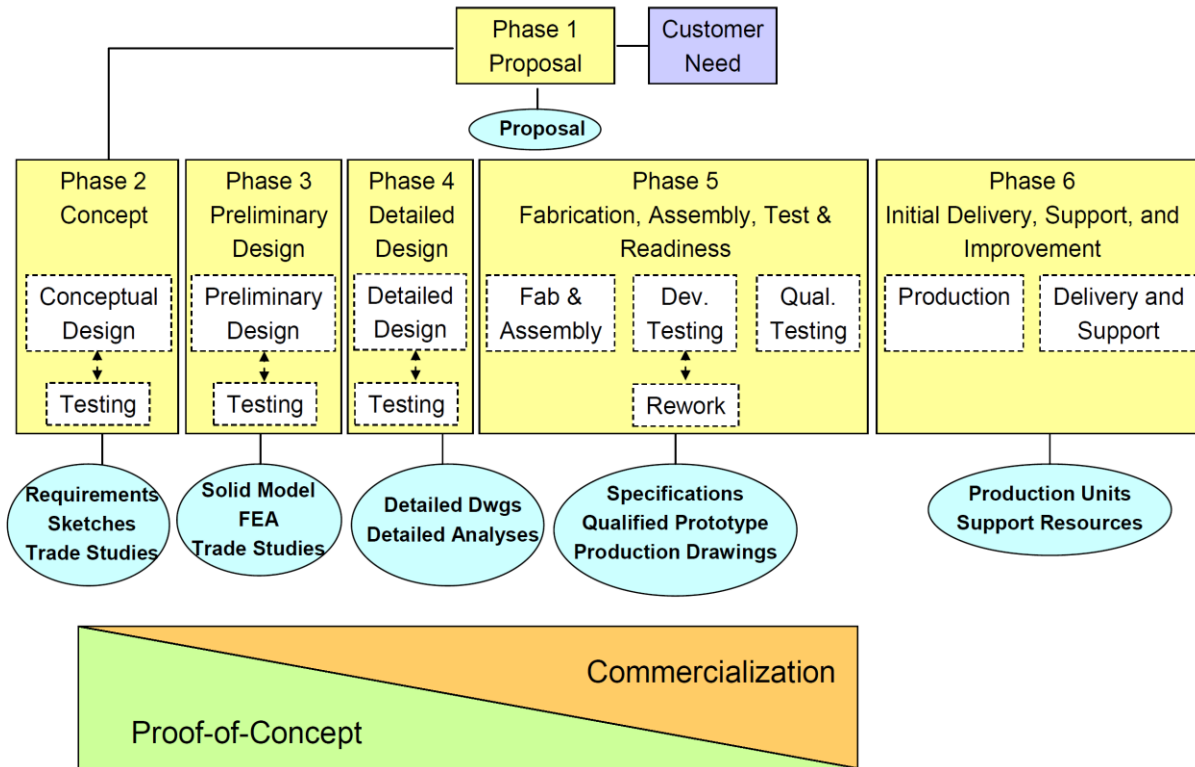 Phase 1
Proposal
Customer
Need
Proposal
Phase 2
Concept
Conceptual
Design
Testing
Requirements
Sketches
Trade Studies
Phase 3
Preliminary
Design
Preliminary
Design
Testing
Solid Model
FEA
Trade Studies
Phase 4
Detailed
Design
Detailed
Design
Testing
Detailed Dwgs
Detailed Analyses
Phase 5
Fabrication, Assembly, Test &
Readiness
Fab &
Assembly
Dev.
Testing
Qual.
Testing
Rework
Specifications
Qualified Prototype
Production Drawings
Phase 6
Initial Delivery, Support, and
Improvement
Production
Delivery and
Support
Production Units
Support Resources
Commercialization
Proof-of-Concept